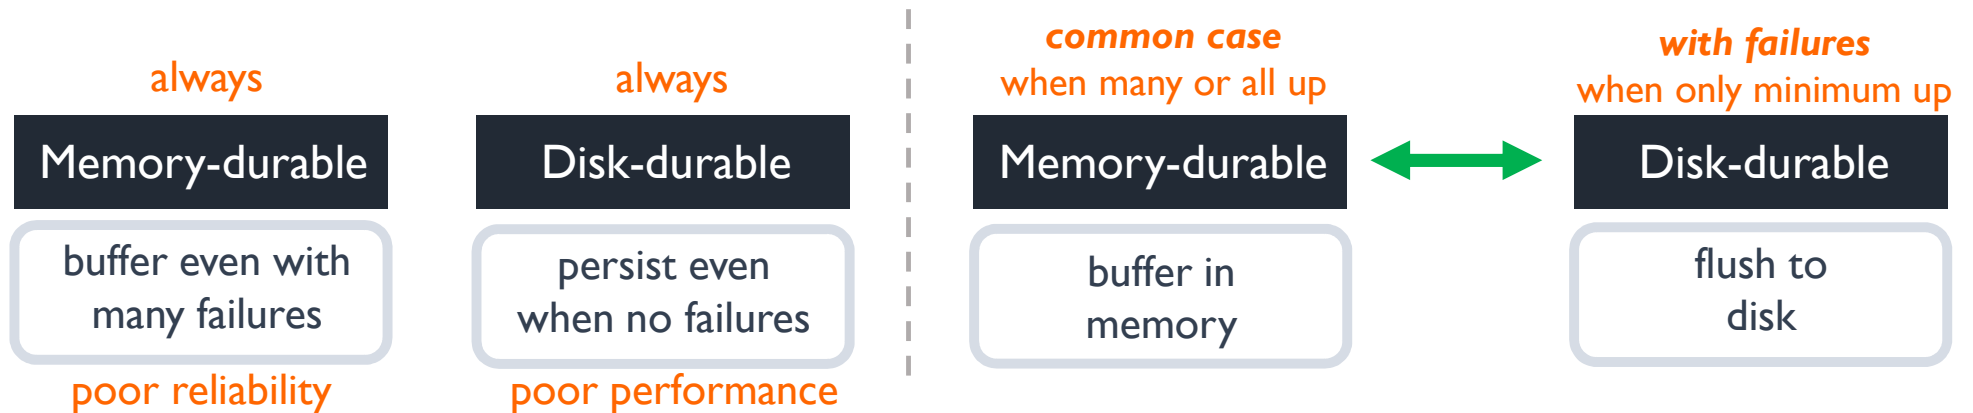 always
Memory-durable
buffer even with
many failures
poor reliability
always
Disk-durable
persist even
when no failures
poor performance
common case
when many or all up
Memory-durable
buffer in
memory
with failures
when only minimum up
Disk-durable
flush to
disk